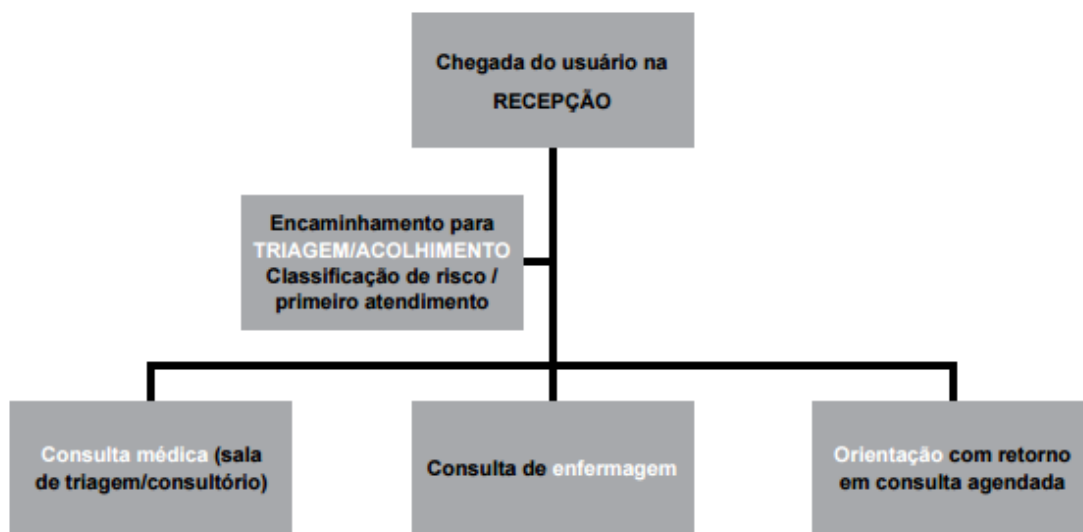 Chegada do usuário na
RECEPÇÃO
Encaminhamento para
TRIAGEM/ACOLHIMENTO
Classificação de risco /
primeiro atendimento
Consulta médica (sala
de triagem/consultório)
Consulta de enfermagem
Orientação com retorno
em consulta agendada